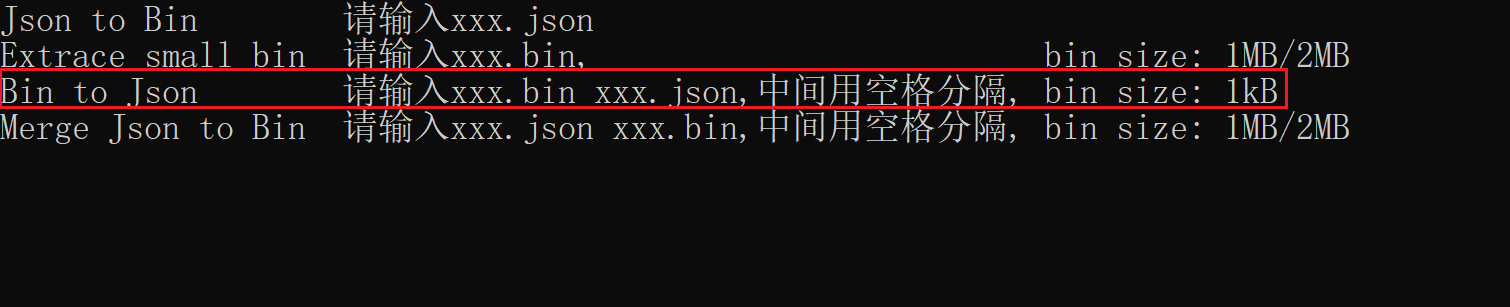 Json to Bin 请输入xxx.json
Extrace small bin 请输入xxx.bin, bin size: 1MB/2MB
Bin to Json 请输入xxx.bin xxx.json,中间用空格分隔, bin size: 1kB
Merge Json to Bin 请输入xxx.json xxx.bin,中间用空格分隔, bin size: 1MB/2MB